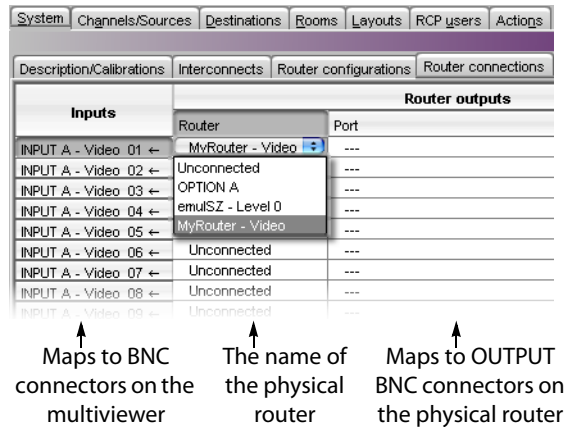 System Channels/Sources Destinations Rooms Layouts RCP users Actions
Description/Calibrations Interconnects Router configurations Router connections
Inputs Router outputs
Router Port
INPUT A - Video 01 ← MyRouter - Video ---
INPUT A - Video 02 ← Unconnected ---
INPUT A - Video 03 ← OPTION A ---
INPUT A - Video 04 ← emulSZ - Level 0 ---
INPUT A - Video 05 ← MyRouter - Video ---
INPUT A - Video 06 ← Unconnected ---
INPUT A - Video 07 ← Unconnected ---
INPUT A - Video 08 ← Unconnected ---
INPUT A - Video 09 ← Unconnected ---
Maps to BNC
connectors on the
multiviewer
The name of
the physical
router
Maps to OUTPUT
BNC connectors on
the physical router